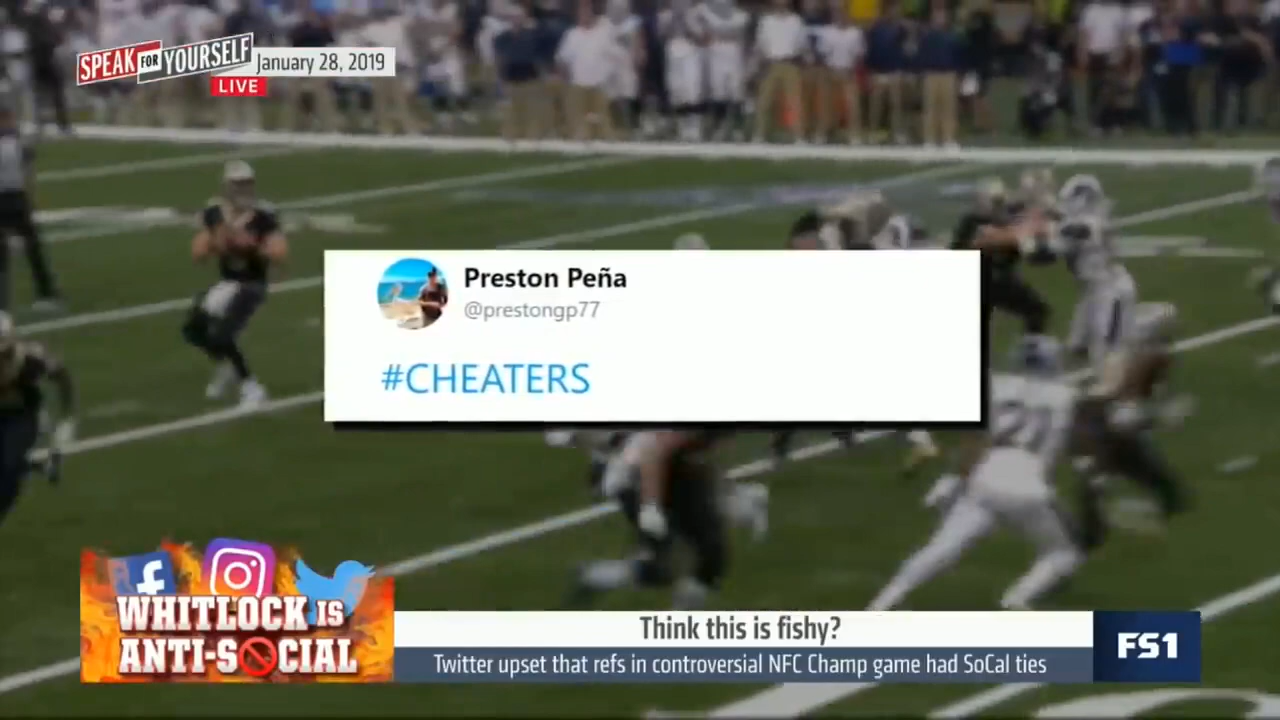 SPEAK FOR YOURSELF
January 28, 2019
LIVE
Preston Peña
@prestongp77
#CHEATERS
WHITLOCK IS
ANTI-SOCIAL
Think this is fishy?
Twitter upset that refs in controversial NFC Champ game had SoCal ties
FS1
21